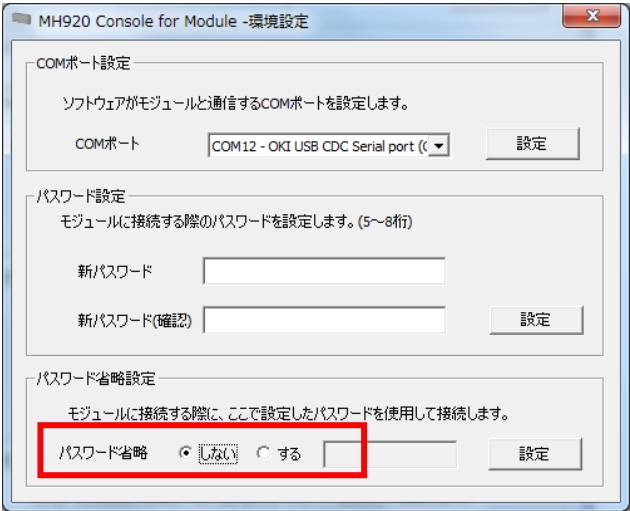 MH920 Console for Module -環境設定
COMポート設定
ソフトウェアがモジュールと通信するCOMポートを設定します。
COMポート COM12 - OKI USB CDC Serial port (C 設定
パスワード設定
モジュールに接続する際のパスワードを設定します。(5～8桁)
新パスワード
新パスワード(確認) 設定
パスワード省略設定
モジュールに接続する際に、ここで設定したパスワードを使用して接続します。
パスワード省略 しない する 設定